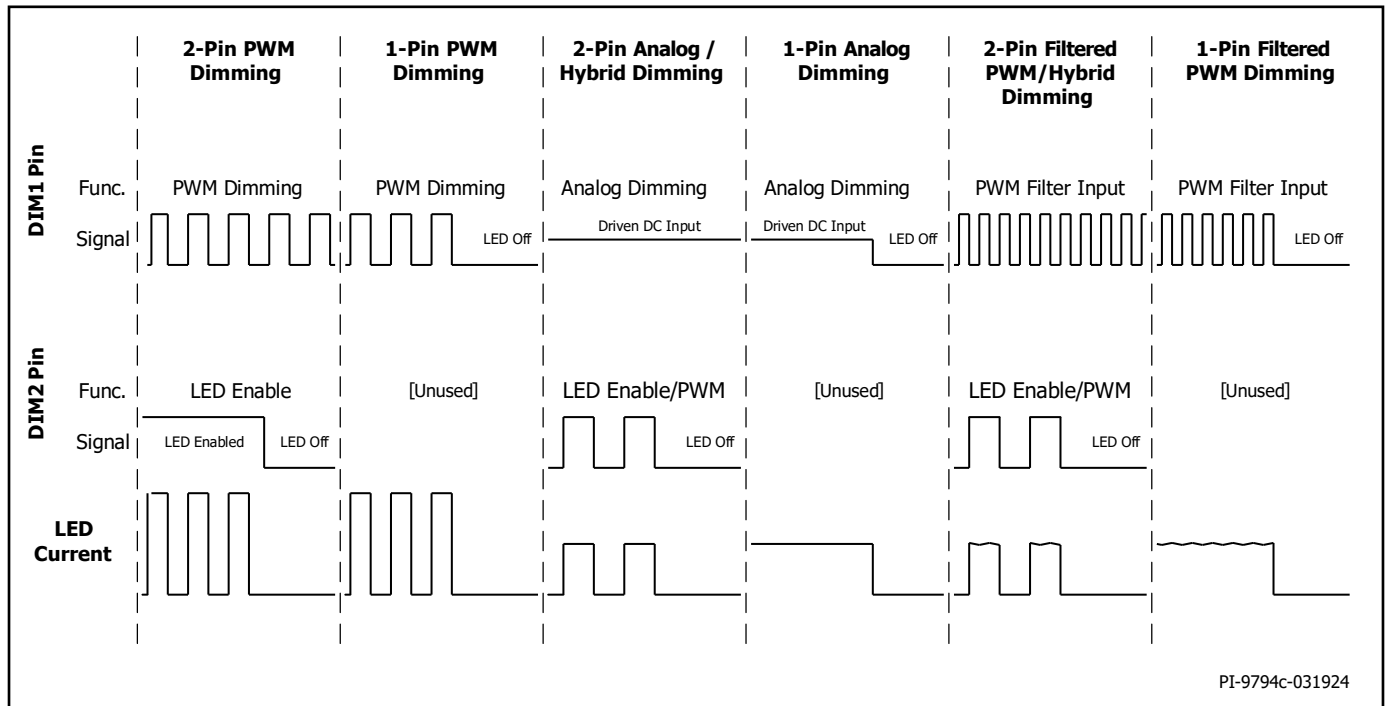 2-Pin PWM
Dimming
1-Pin PWM
Dimming
2-Pin Analog /
Hybrid Dimming
1-Pin Analog
Dimming
2-Pin Filtered
PWM/Hybrid
Dimming
1-Pin Filtered
PWM Dimming
DIM1 Pin
Func.
PWM Dimming
PWM Dimming
Analog Dimming
Analog Dimming
PWM Filter Input
PWM Filter Input
Signal
LED Off
Driven DC Input
Driven DC Input
LED Off
LED Off
DIM2 Pin
Func.
LED Enable
[Unused]
LED Enable/PWM
[Unused]
LED Enable/PWM
[Unused]
Signal
LED Enabled
LED Off
LED Off
LED Off
LED
Current
PI-9794c-031924